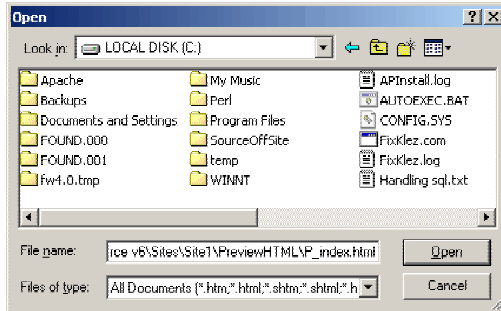 Open
Look in: LOCAL DISK (C:)
Apache
Backups
Documents and Settings
FOUND.000
FOUND.001
fw4.0.tmp
My Music
Perl
Program Files
SourceOffSite
temp
WINNT
APInstall.log
AUTOEXEC.BAT
CONFIG.SYS
FixKlez.com
FixKlez.log
Handling sql.txt
File name: rce v6\Sites\Site1\PreviewHTML\P_index.html Open
Files of type: All Documents (*.htm;*.html;*.shtm;*.shtml;*.h Cancel